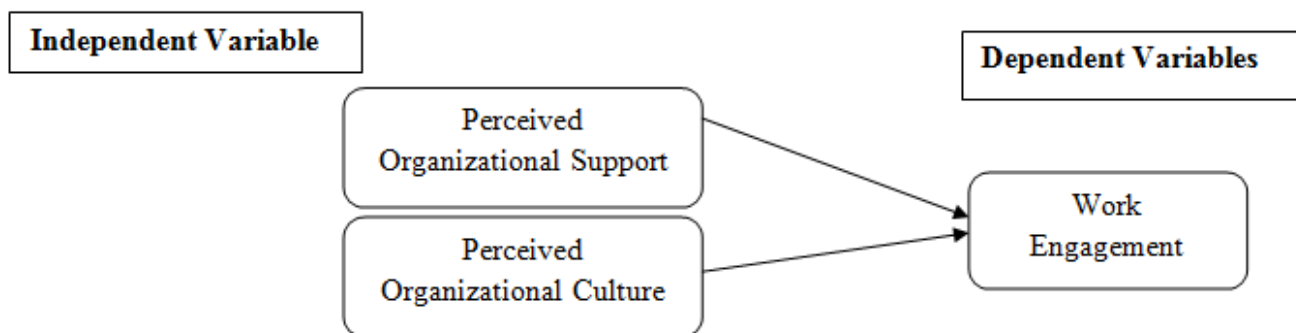 Independent Variable
Dependent Variables
Perceived
Organizational Support
Work
Engagement
Perceived
Organizational Culture